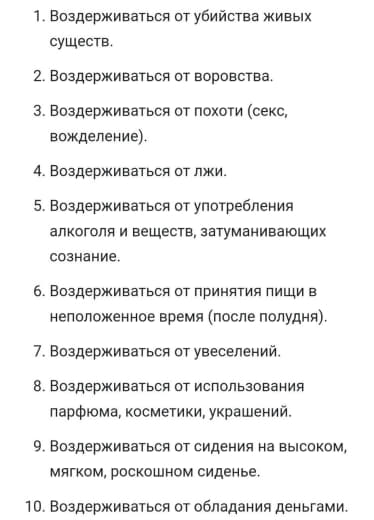 1. Воздерживаться от убийства живых
существ.
2. Воздерживаться от воровства.
3. Воздерживаться от похоти (секс,
вожделение).
4. Воздерживаться от лжи.
5. Воздерживаться от употребления
алкоголя и веществ, затуманивающих
сознание.
6. Воздерживаться от принятия пищи в
неположенное время (после полудня).
7. Воздерживаться от увеселений.
8. Воздерживаться от использования
парфюма, косметики, украшений.
9. Воздерживаться от сидения на высоком,
мягком, роскошном сиденье.
10. Воздерживаться от обладания деньгами.